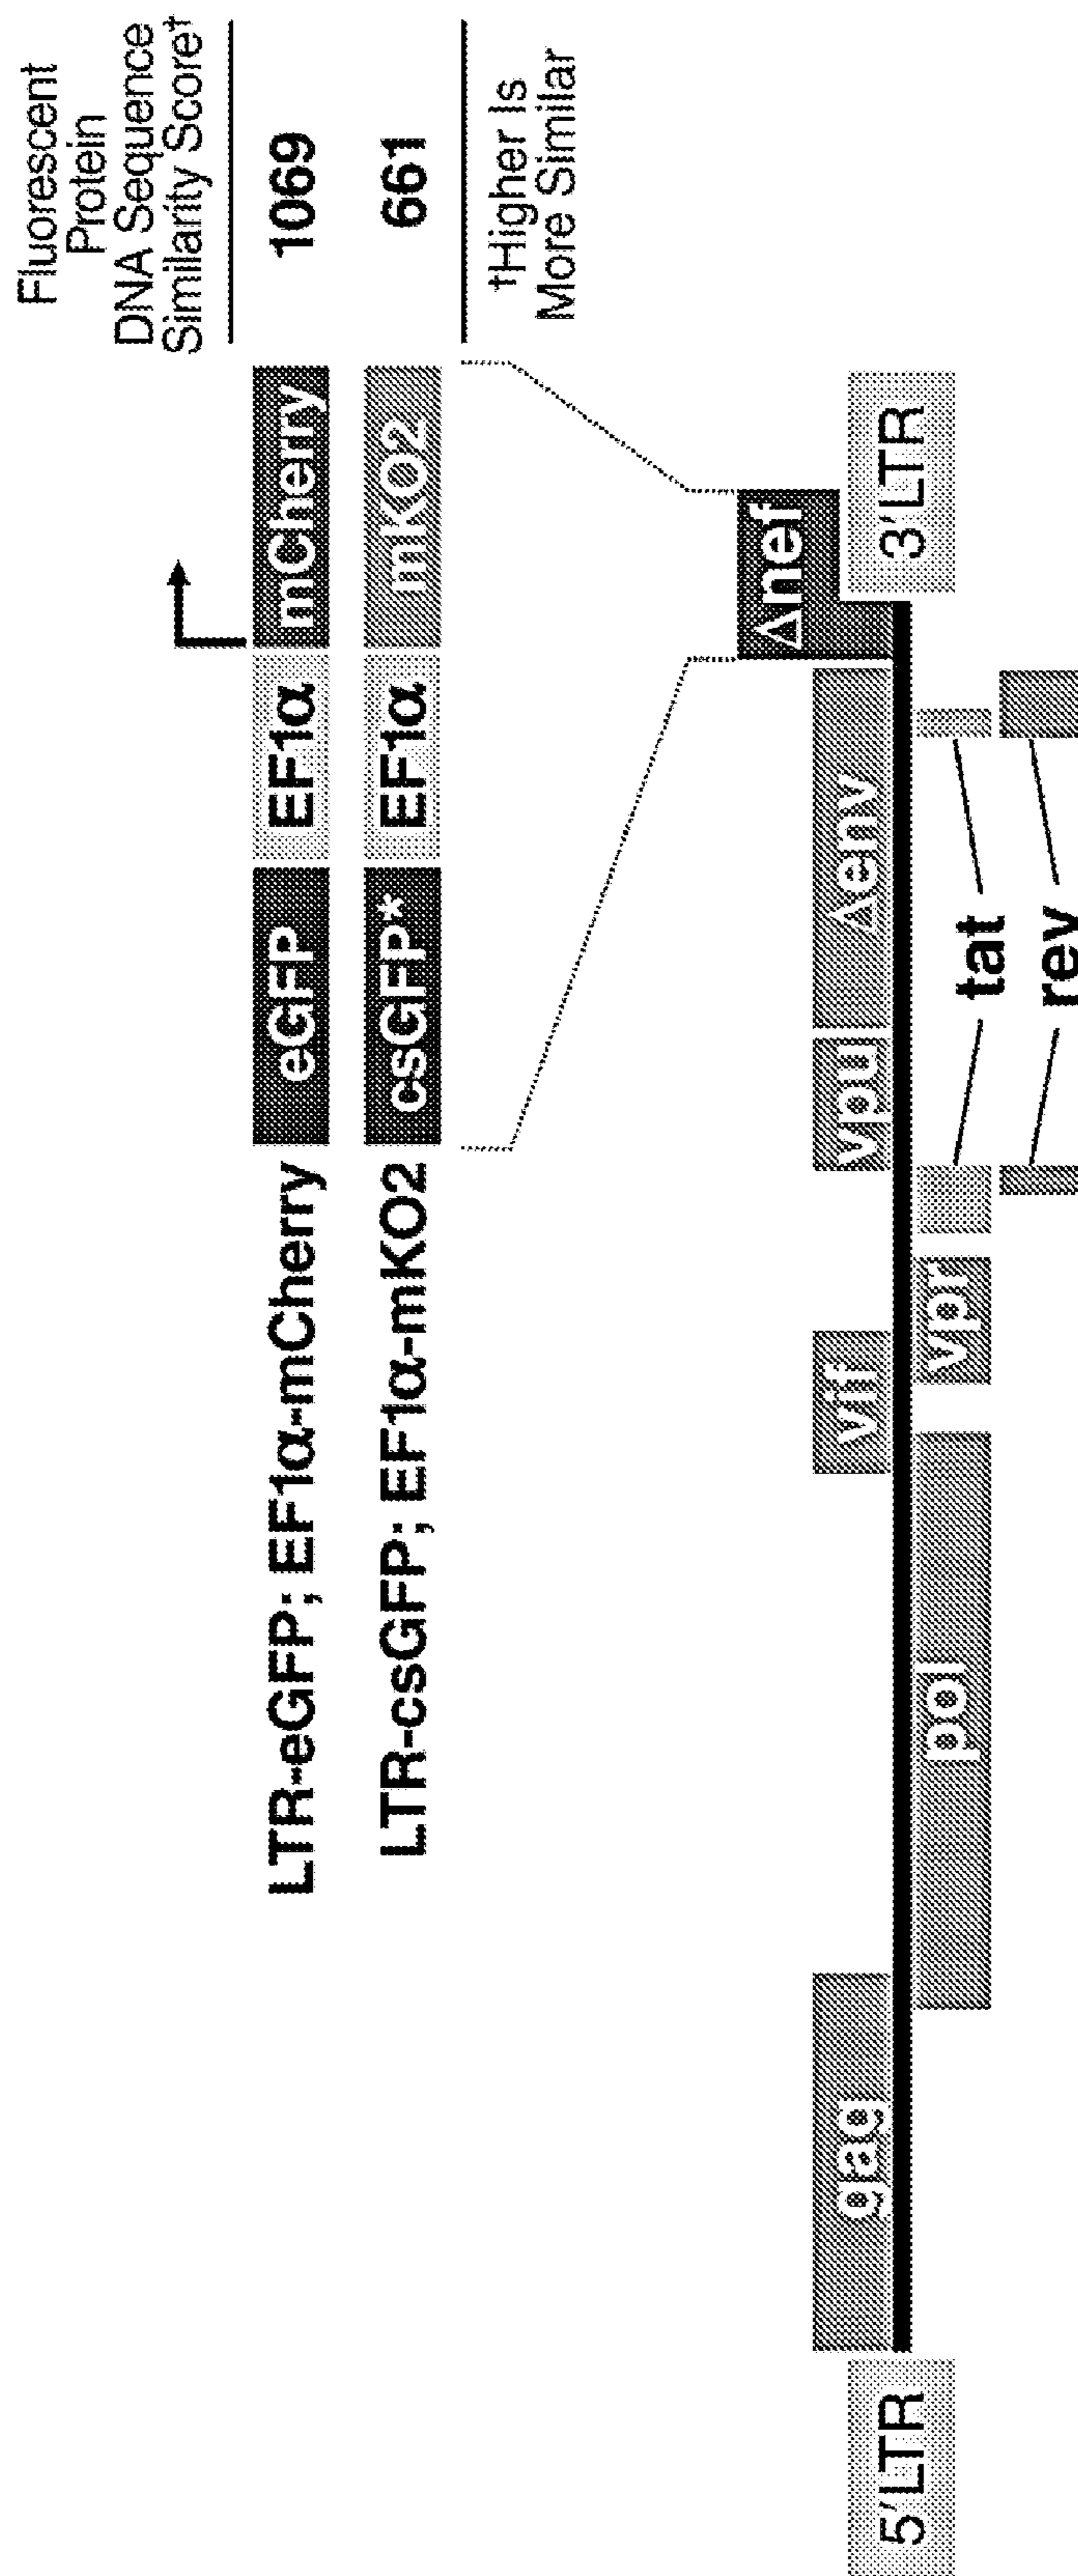 Fluorescent
Protein
DNA Sequence
Similarity Score†
LTR-eGFP; EF1α-mCherry eGFP EF1α mCherry 1069
LTR-csGFP; EF1α-mKO2 csGFP* EF1α mKO2 661
†Higher Is
More Similar
Δnef
gag vif vpu Δenv
5'LTR 3'LTR
pol vpr
tat
rev